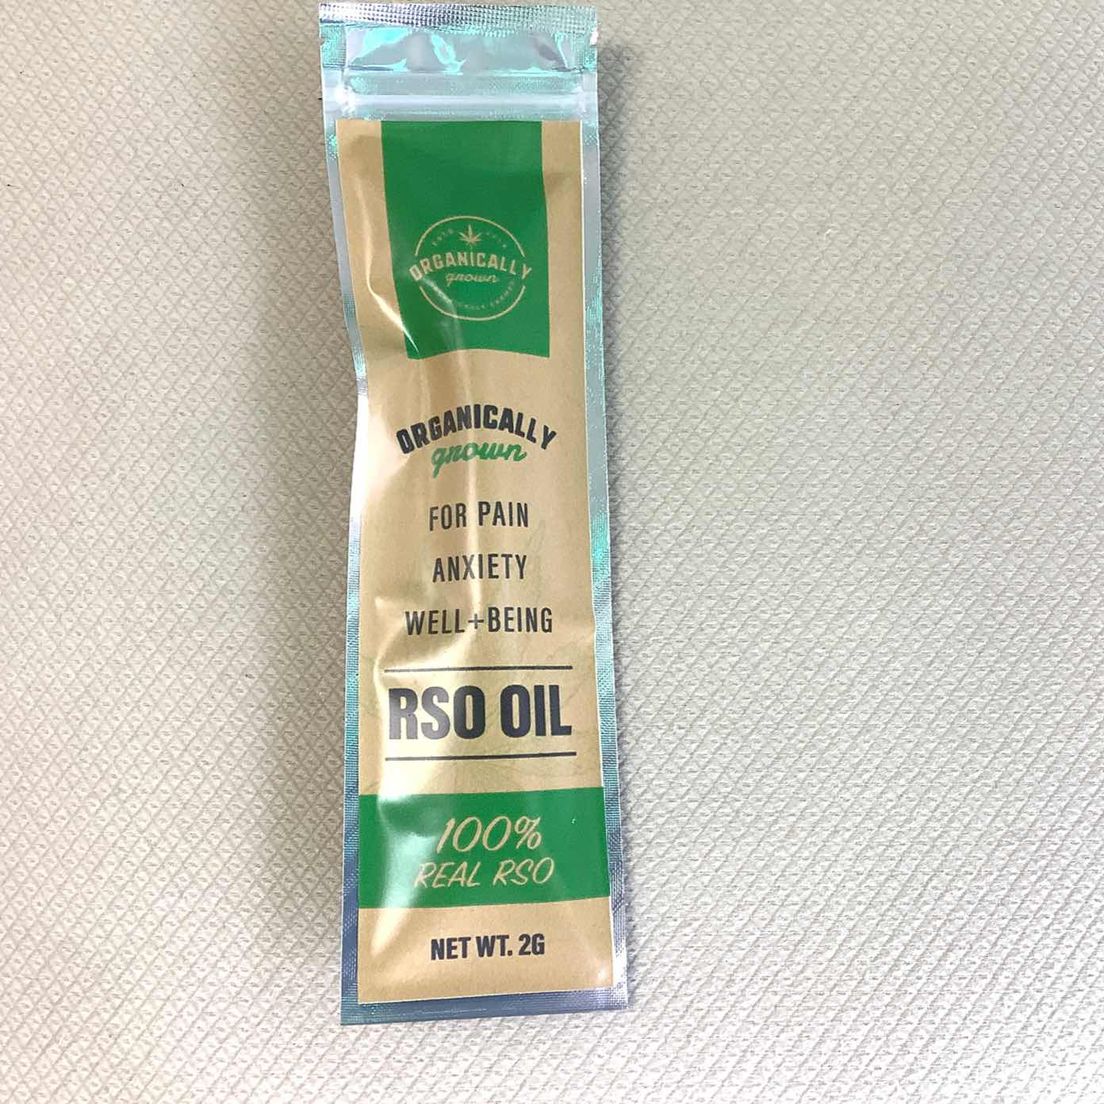 ORGANICALLY
grown
ORGANICALLY
grown
FOR PAIN
ANXIETY
WELL+BEING
RSO OIL
100%
REAL RSO
NET WT. 2G